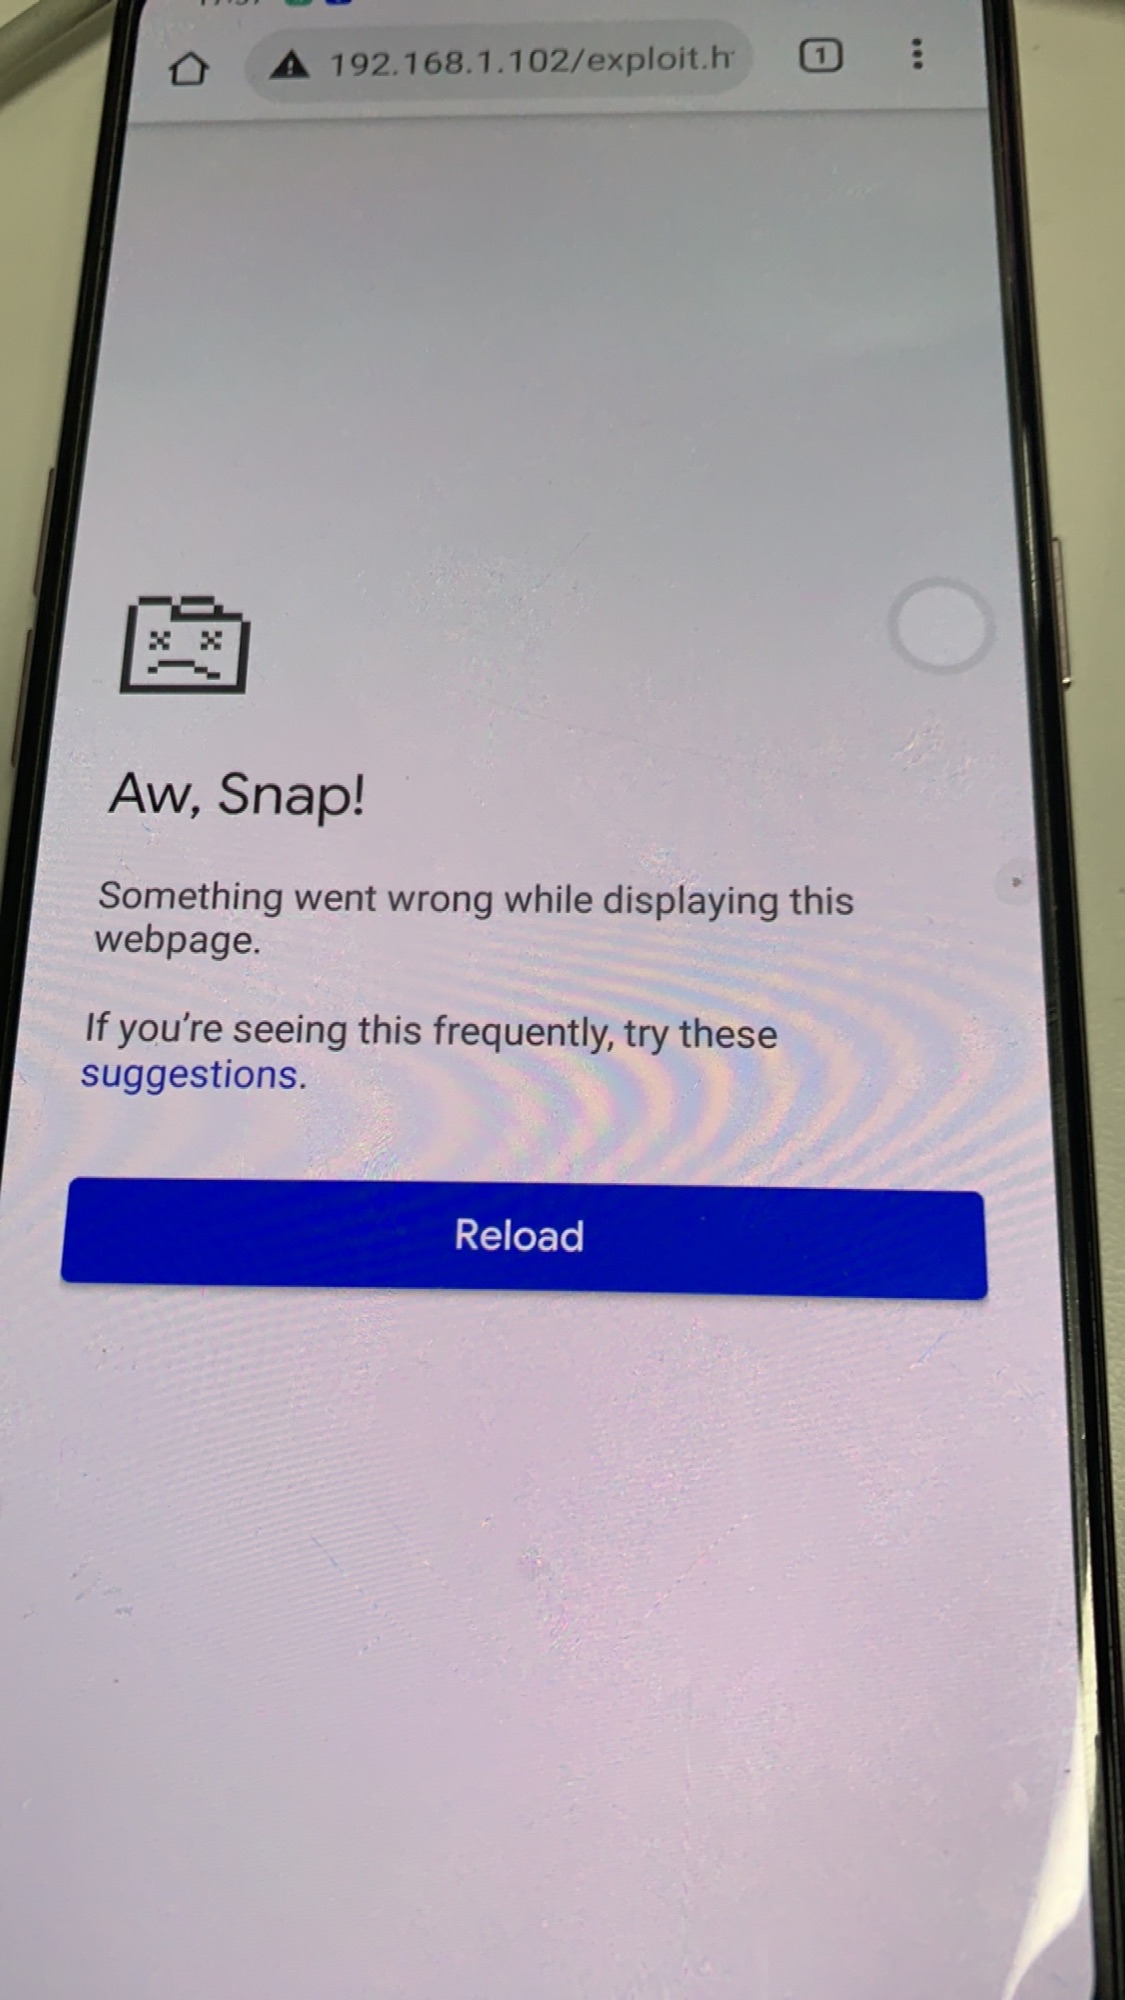 192.168.1.102/exploit.h
1
Aw, Snap!
Something went wrong while displaying this
webpage.
If you're seeing this frequently, try these
suggestions.
Reload